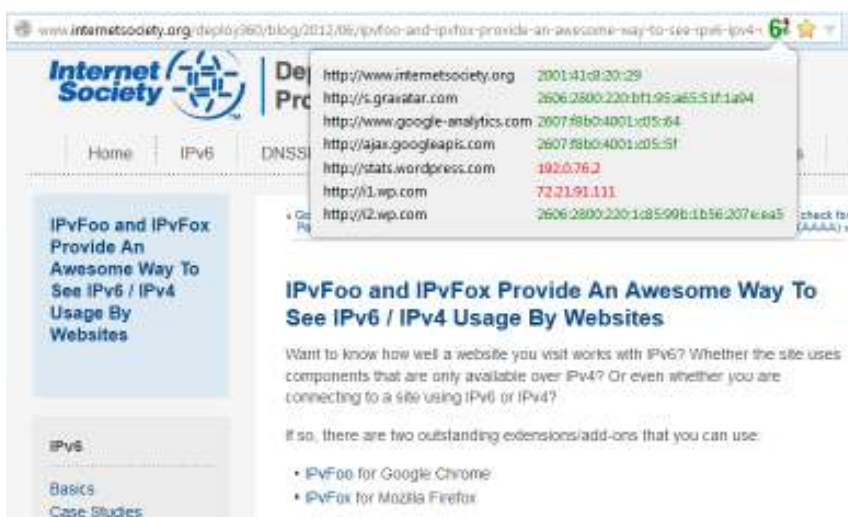 www.internetsociety.org/deploy360/blog/2012/06/ipvfoo-and-ipvfox-provide-an-awesome-way-to-see-ipv6-ipv4-
64
Internet
Society
De
Pro
http://www.internetsociety.org 2001:41c8:20::29
http://s.gravatar.com 2606:2800:220:bf1:95:a65:51f:1a94
http://www.google-analytics.com 2607:f8b0:4001:c05::64
http://ajax.googleapis.com 2607:f8b0:4001:c05::5f
http://stats.wordpress.com 192.0.76.2
http://i1.wp.com 72.21.91.111
http://i2.wp.com 2606:2800:220:1c85:99b:1b56:207e:ea5
Home IPv6 DNSS
check for
(AAAA) »
IPvFoo and IPvFox
Provide An
Awesome Way To
See IPv6 / IPv4
Usage By
Websites
IPvFoo and IPvFox Provide An Awesome Way To
See IPv6 / IPv4 Usage By Websites
Want to know how well a website you visit works with IPv6? Whether the site uses
components that are only available over IPv4? Or even whether you are
connecting to a site using IPv6 or IPv4?
If so, there are two outstanding extensions/add-ons that you can use:
• IPvFoo for Google Chrome
• IPvFox for Mozilla Firefox
IPv6
Basics
Case Studies